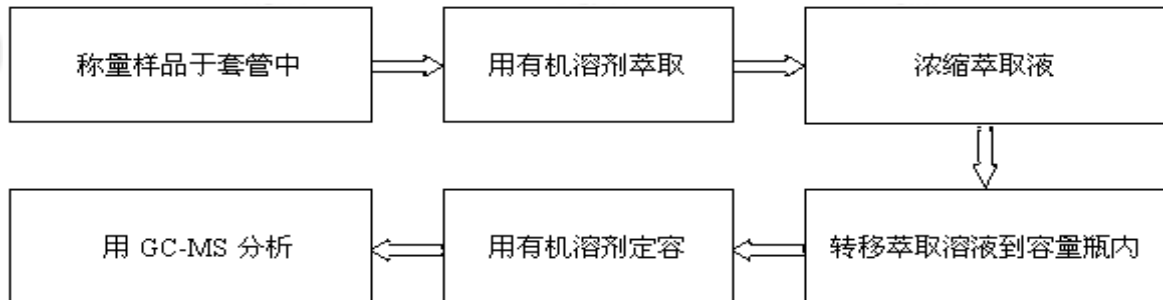 称量样品于套管中
用有机溶剂萃取
浓缩萃取液
转移萃取溶液到容量瓶内
用有机溶剂定容
用 GC-MS 分析